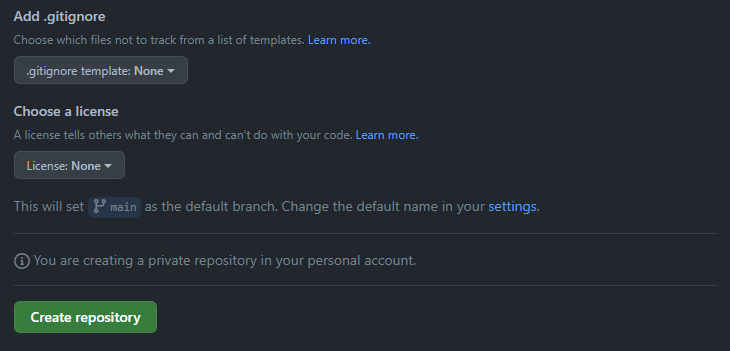 Add .gitignore
Choose which files not to track from a list of templates. Learn more.
.gitignore template: None
Choose a license
A license tells others what they can and can't do with your code. Learn more.
License: None
This will set main as the default branch. Change the default name in your settings.
You are creating a private repository in your personal account.
Create repository